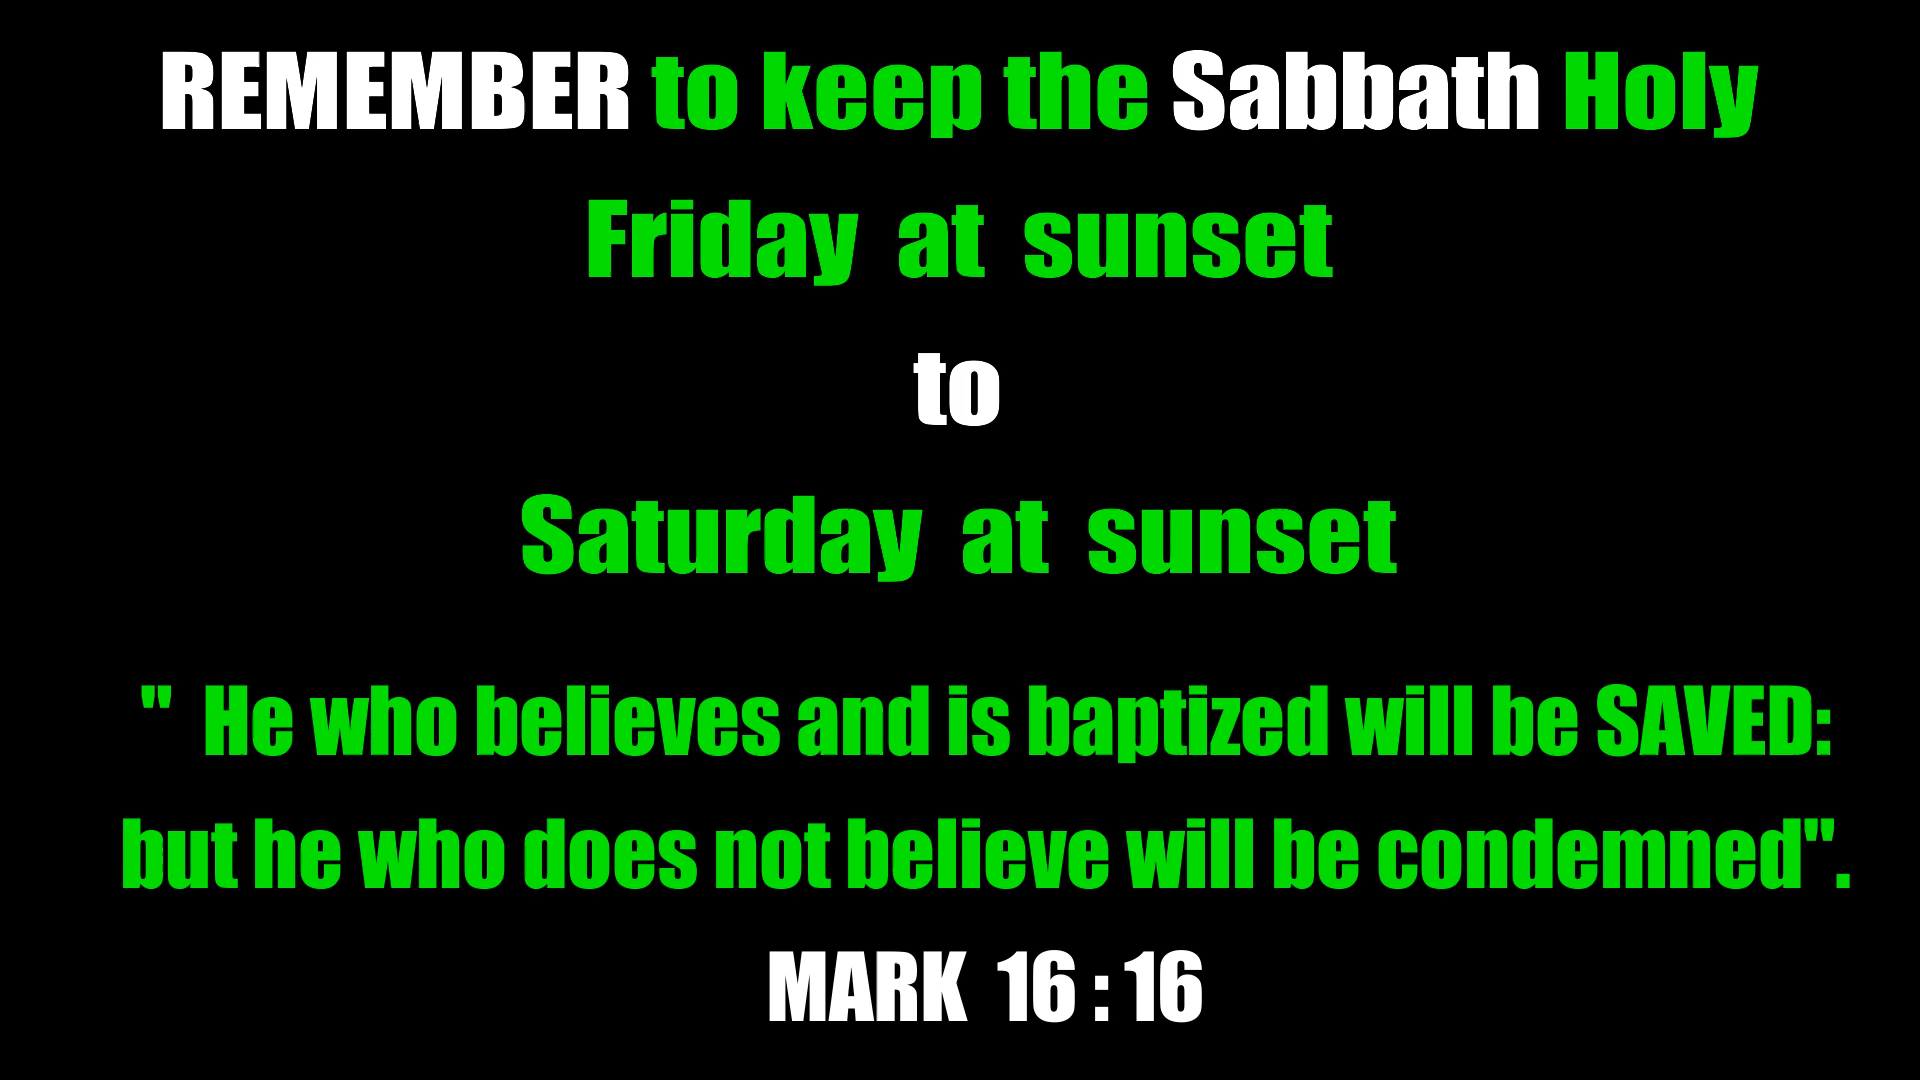 REMEMBER to keep the Sabbath Holy
Friday at sunset
to
Saturday at sunset
" He who believes and is baptized will be SAVED:
but he who does not believe will be condemned".
MARK 16 : 16